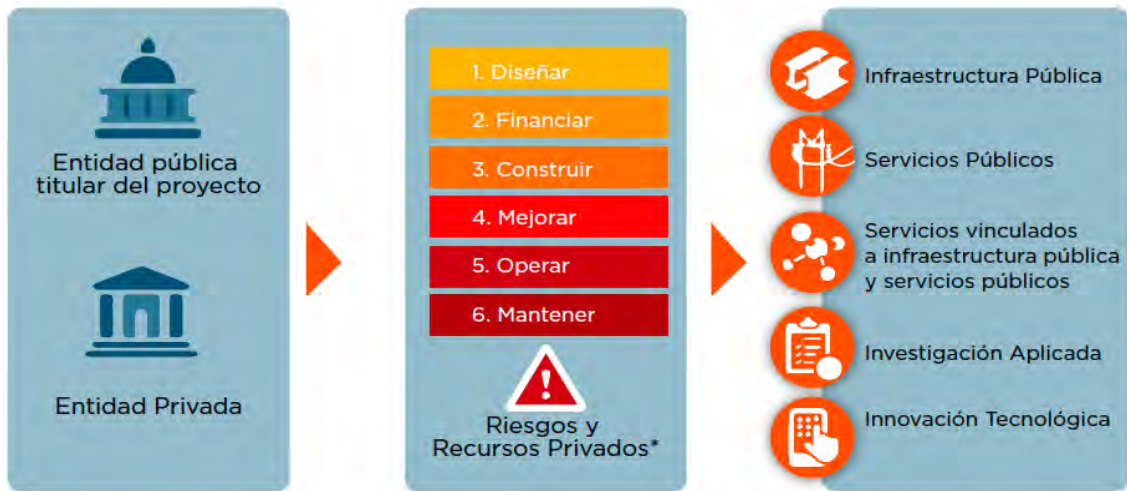 Entidad pública
titular del proyecto
Entidad Privada
1. Diseñar
2. Financiar
3. Construir
4. Mejorar
5. Operar
6. Mantener
!
Riesgos y
Recursos Privados*
Infraestructura Pública
Servicios Públicos
Servicios vinculados
a infraestructura pública
y servicios públicos
Investigación Aplicada
Innovación Tecnológica